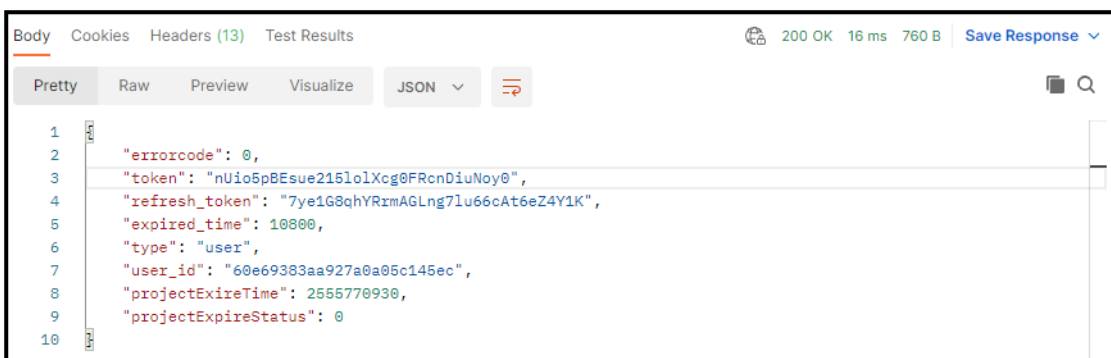 Body Cookies Headers (13) Test Results 200 OK 16 ms 760 B Save Response
Pretty Raw Preview Visualize JSON
1 {
2 "errorcode": 0,
3 "token": "nUio5pBEsue215lolXcg0FRcnDiuNoy0",
4 "refresh_token": "7ye1G8qhYRrmAGLng7lu66cAt6eZ4Y1K",
5 "expired_time": 10800,
6 "type": "user",
7 "user_id": "60e69383aa927a0a05c145ec",
8 "projectExireTime": 2555770930,
9 "projectExpireStatus": 0
10 }